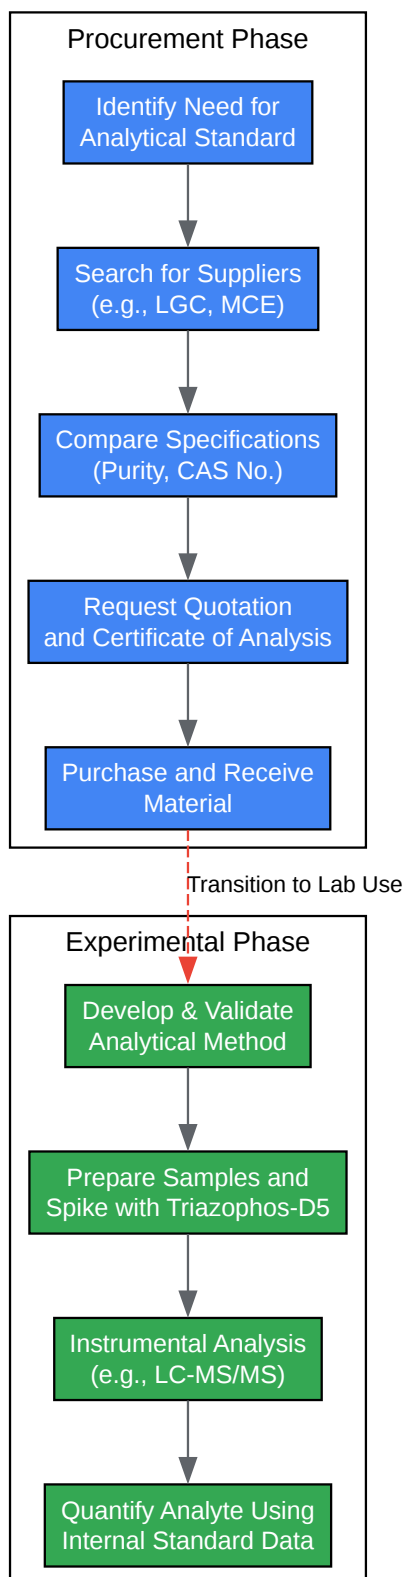 Procurement Phase
Identify Need for
Analytical Standard
Search for Suppliers
(e.g., LGC, MCE)
Compare Specifications
(Purity, CAS No.)
Request Quotation
and Certificate of Analysis
Purchase and Receive
Material
Transition to Lab Use
Experimental Phase
Develop & Validate
Analytical Method
Prepare Samples and
Spike with Triazophos-D5
Instrumental Analysis
(e.g., LC-MS/MS)
Quantify Analyte Using
Internal Standard Data